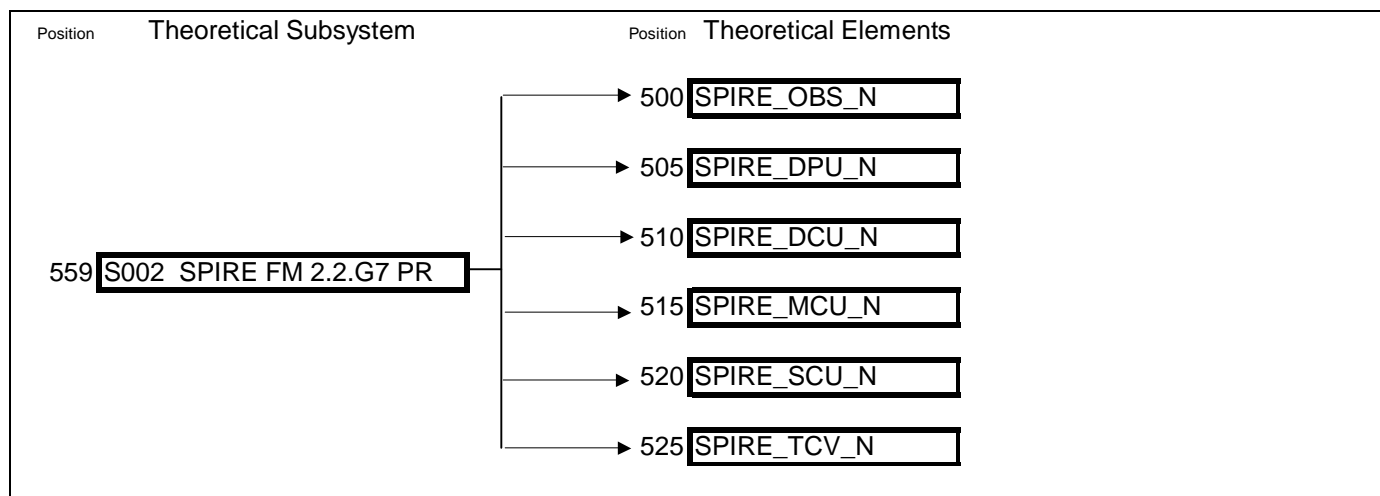 Position Theoretical Subsystem Position Theoretical Elements
500 SPIRE_OBS_N
505 SPIRE_DPU_N
510 SPIRE_DCU_N
559 S002 SPIRE FM 2.2.G7 PR
515 SPIRE_MCU_N
520 SPIRE_SCU_N
525 SPIRE_TCV_N